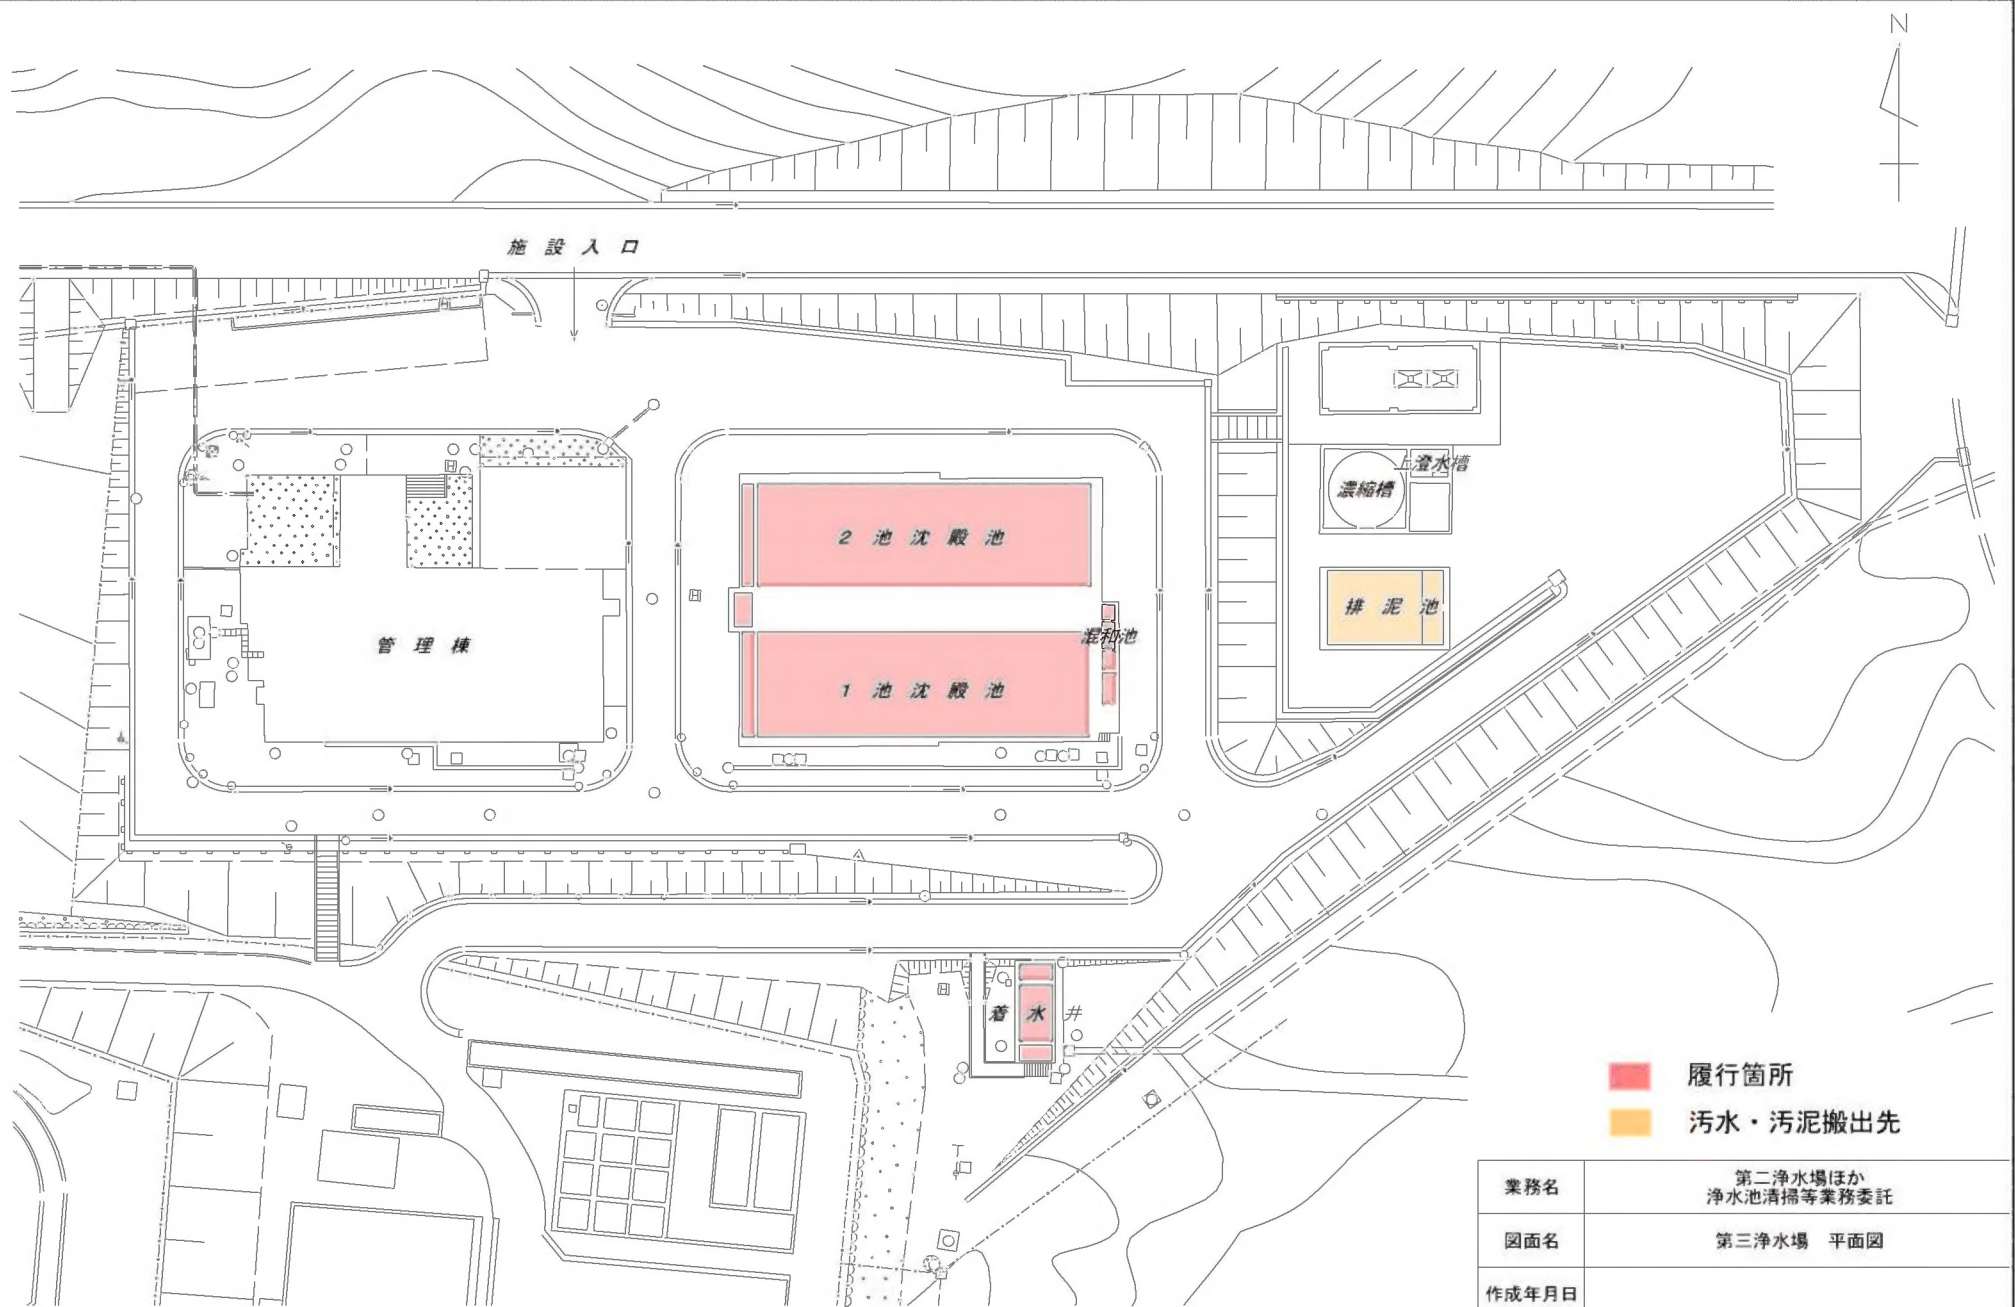 N
施設入口
上澄水槽
濃縮槽
2池沈殿池
排泥池
混和池
管理棟
1池沈殿池
着水井
履行箇所
汚水・汚泥搬出先
業務名
第二浄水場ほか
浄水池清掃等業務委託
図面名
第三浄水場 平面図
作成年月日